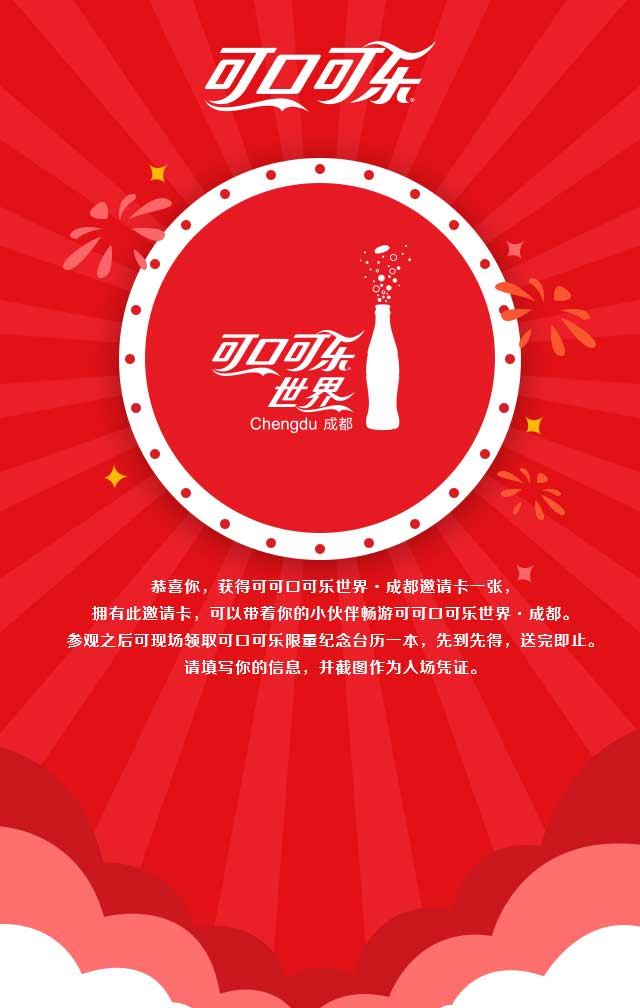 可口可乐
可口可乐
世界
Chengdu 成都
恭喜你，获得可可口可乐世界·成都邀请卡一张，
拥有此邀请卡，可以带着你的小伙伴畅游可可口可乐世界·成都。
参观之后可现场领取可口可乐限量纪念台历一本，先到先得，送完即止。
请填写你的信息，并截图作为入场凭证。